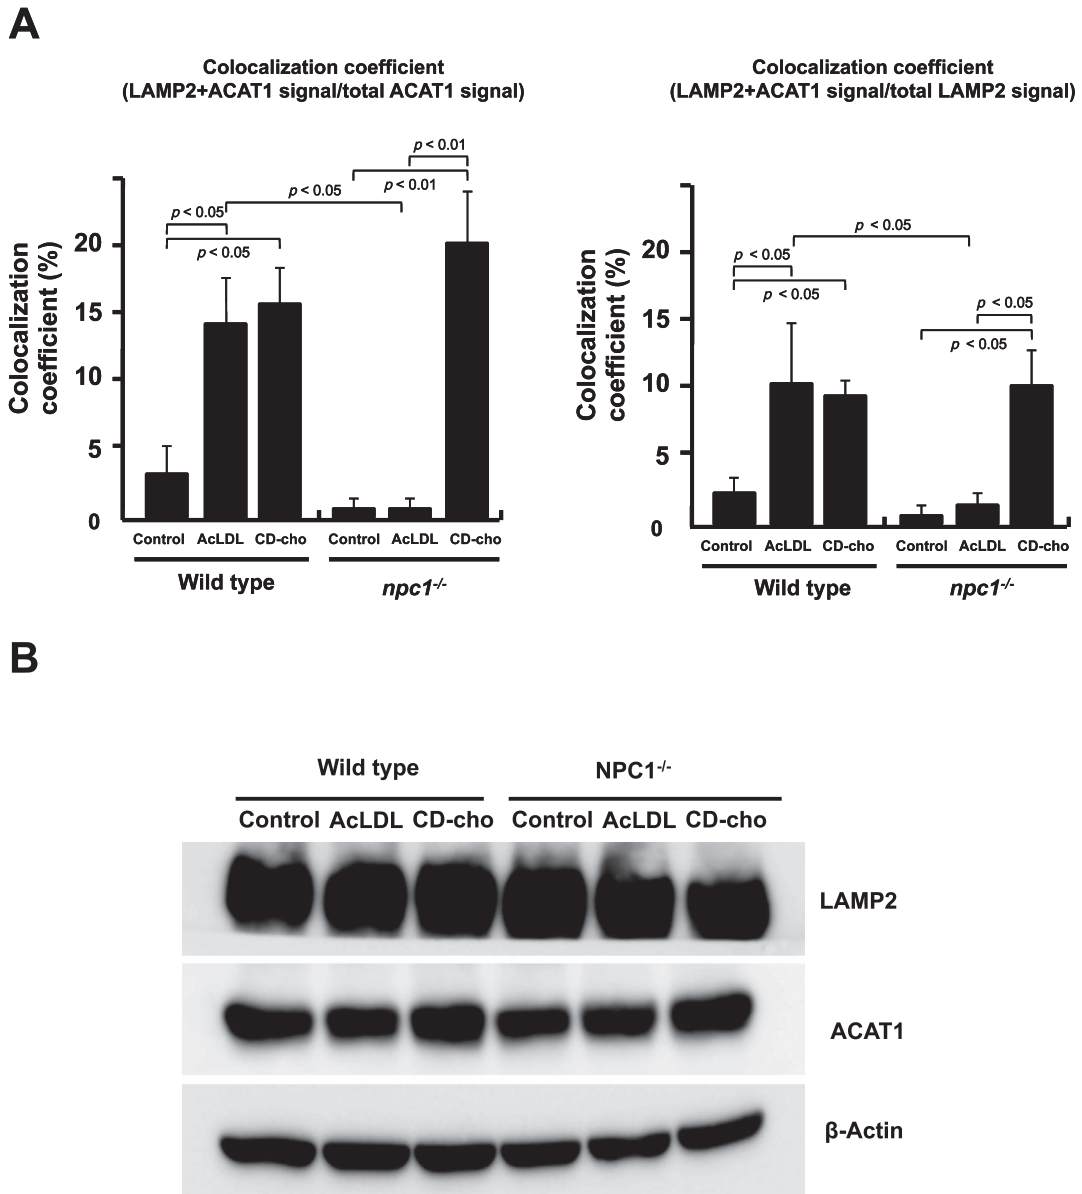 A
Colocalization coefficient
(LAMP2+ACAT1 signal/total ACAT1 signal)
Colocalization
coefficient (%)
20
15
10
5
0
p < 0.05
p < 0.05
p < 0.05
p < 0.01
p < 0.01
Control AcLDL CD-cho Control AcLDL CD-cho
Wild type npc1-/-
Colocalization coefficient
(LAMP2+ACAT1 signal/total LAMP2 signal)
Colocalization
coefficient (%)
20
15
10
5
0
p < 0.05
p < 0.05
p < 0.05
p < 0.05
p < 0.05
Control AcLDL CD-cho Control AcLDL CD-cho
Wild type npc1-/-
B
Wild type NPC1-/-
Control AcLDL CD-cho Control AcLDL CD-cho
LAMP2
ACAT1
β-Actin